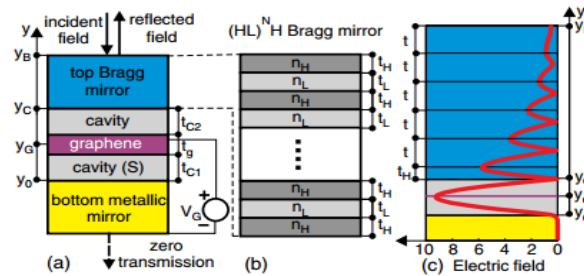 incident field
reflected field
y
y_B
top Bragg mirror
y_C
cavity
t_C2
y_G
graphene
t_g
cavity (S)
t_C1
y_0
bottom metallic mirror
V_G
+
−
zero transmission
(a)
(HL)^N H Bragg mirror
n_H
t_H
n_L
t_L
n_H
t_H
n_L
t_L
n_H
t_H
n_L
t_L
n_H
t_H
(b)
y
t
t
t
t
t_H
10 8 6 4 2 0
(c) Electric field